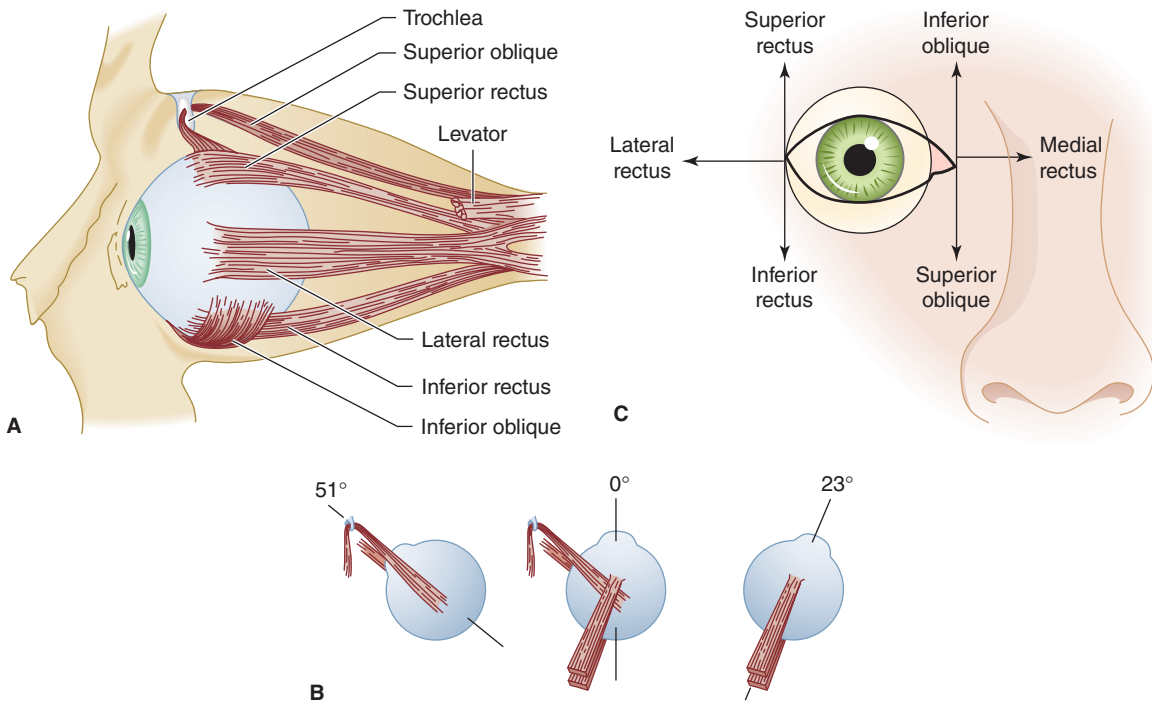 Trochlea
Superior oblique
Superior rectus
Levator
Lateral rectus
Inferior rectus
Inferior oblique
A
Superior
rectus
Inferior
oblique
Lateral
rectus
Medial
rectus
Inferior
rectus
Superior
oblique
C
51°
0°
23°
B